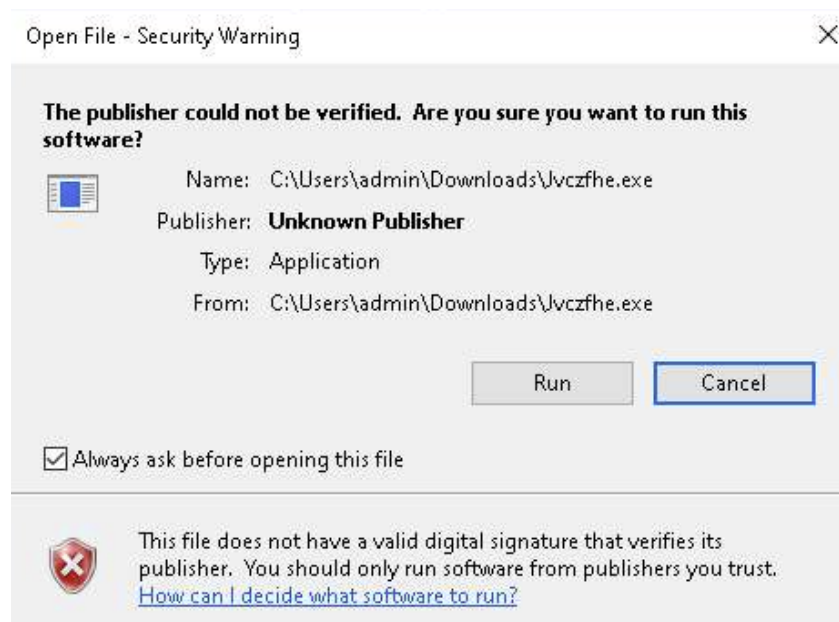 Open File - Security Warning
The publisher could not be verified. Are you sure you want to run this
software?
Name: C:\Users\admin\Downloads\Jvczfhe.exe
Publisher: Unknown Publisher
Type: Application
From: C:\Users\admin\Downloads\Jvczfhe.exe
Run Cancel
Always ask before opening this file
This file does not have a valid digital signature that verifies its
publisher. You should only run software from publishers you trust.
How can I decide what software to run?